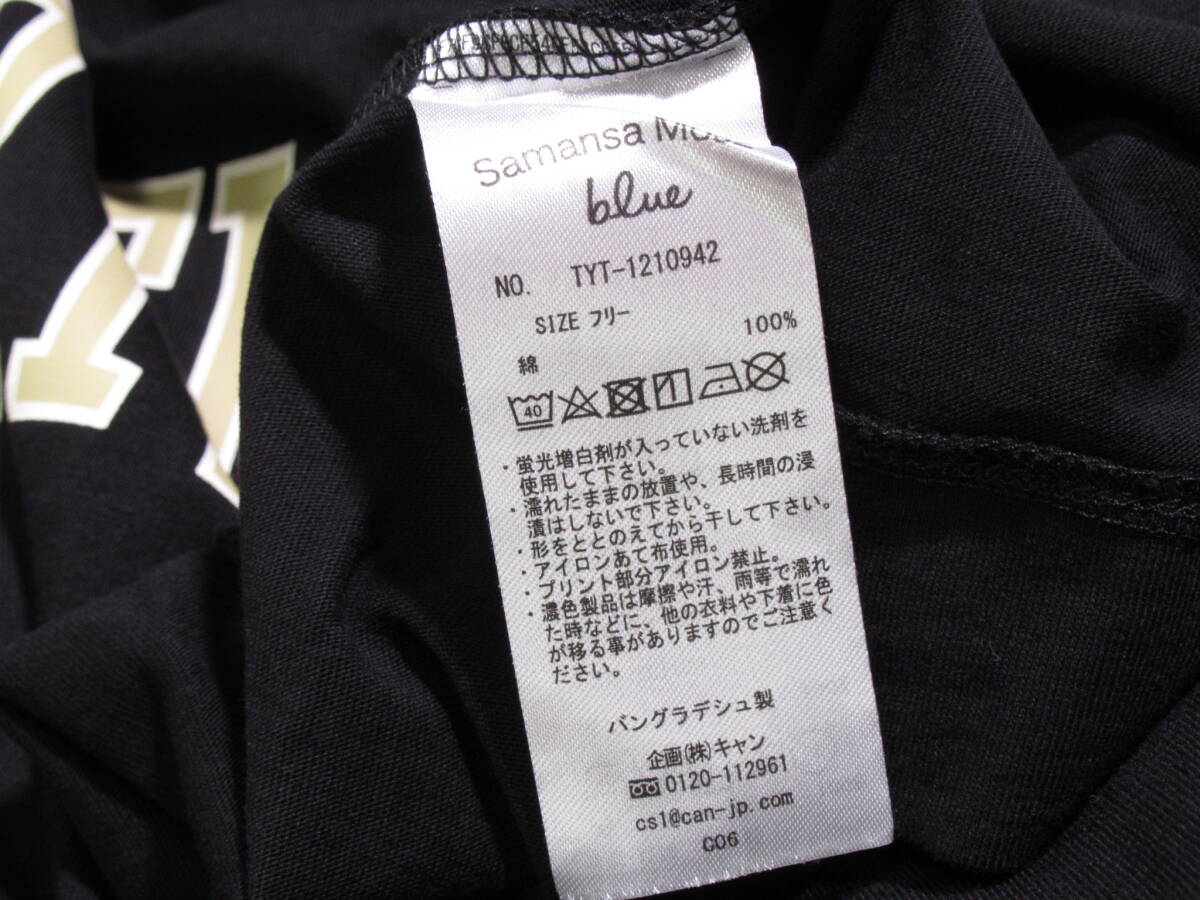 Samansa
blue
NO. TYT-1210942
SIZE フリー
綿 100%
40
・蛍光増白剤が入っていない洗剤を
使用して下さい。
・濡れたままの放置や、長時間の浸
漬はしないで下さい。
・形をととのえてから干して下さい。
・アイロンあて布使用。
・プリント部分アイロン禁止。
・濃色製品は摩擦や汗、雨等で濡れ
た時などに、他の衣料や下着に色
が移る事がありますのでご注意く
ださい。
バングラデシュ製
企画(株)キャン
0120-112961
cs1@can-jp.com
C06